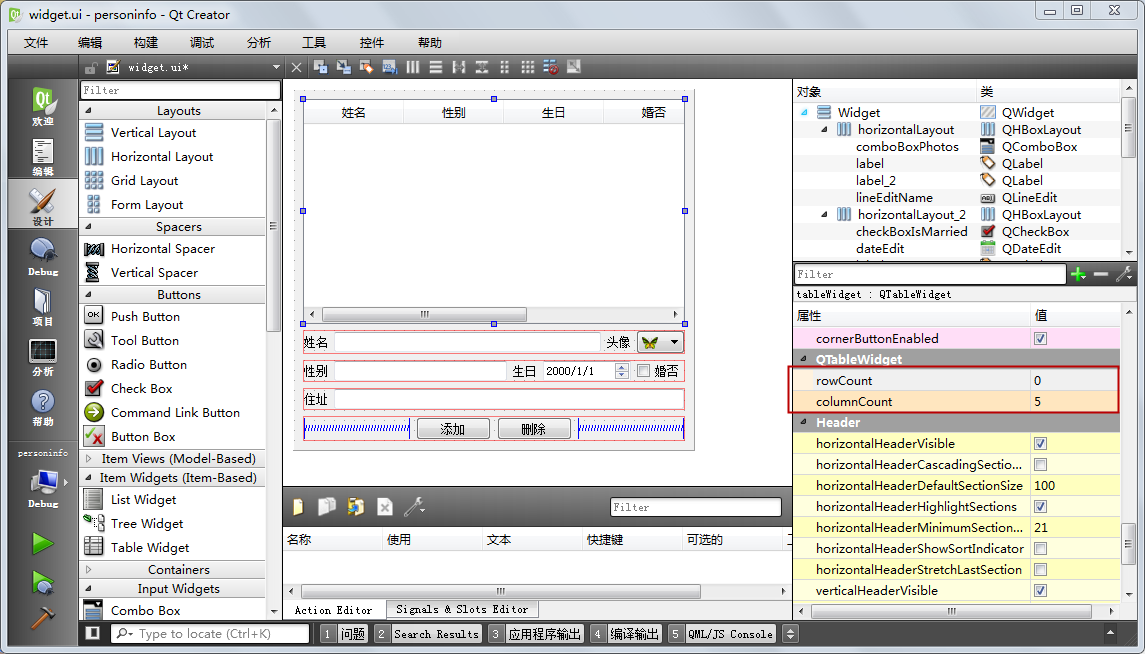 widget.ui - personinfo - Qt Creator
文件 编辑 构建 调试 分析 工具 控件 帮助
widget.ui*
欢迎
编辑
设计
Debug
项目
分析
帮助
personinfo
Debug
Filter
Layouts
Vertical Layout
Horizontal Layout
Grid Layout
Form Layout
Spacers
Horizontal Spacer
Vertical Spacer
Buttons
OK Push Button
Tool Button
Radio Button
Check Box
Command Link Button
Button Box
Item Views (Model-Based)
Item Widgets (Item-Based)
List Widget
Tree Widget
Table Widget
Containers
Input Widgets
Combo Box
姓名 性别 生日 婚否
姓名 头像
性别 生日 2000/1/1 婚否
住址
添加 删除
Filter
名称 使用 文本 快捷键 可选的
Action Editor Signals & Slots Editor
对象 类
Widget QWidget
horizontalLayout QHBoxLayout
comboBoxPhotos QComboBox
label QLabel
label_2 QLabel
lineEditName QLineEdit
horizontalLayout_2 QHBoxLayout
checkBoxIsMarried QCheckBox
dateEdit QDateEdit
Filter
tableWidget : QTableWidget
属性 值
cornerButtonEnabled
QTableWidget
rowCount 0
columnCount 5
Header
horizontalHeaderVisible
horizontalHeaderCascadingSectio...
horizontalHeaderDefaultSectionSize 100
horizontalHeaderHighlightSections
horizontalHeaderMinimumSection... 21
horizontalHeaderShowSortIndicator
horizontalHeaderStretchLastSection
verticalHeaderVisible
Type to locate (Ctrl+K) 1 问题 2 Search Results 3 应用程序输出 4 编译输出 5 QML/JS Console